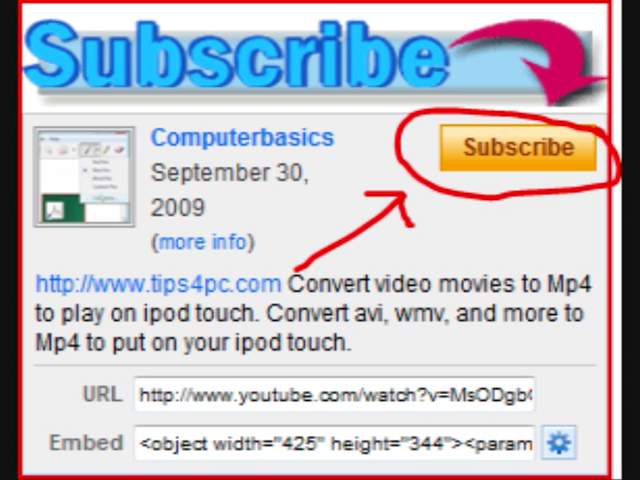 Subscribe
Computerbasics
Subscribe
September 30,
2009
(more info)
http://www.tips4pc.com Convert video movies to Mp4
to play on ipod touch. Convert avi, wmv, and more to
Mp4 to put on your ipod touch.
URL http://www.youtube.com/watch?v=MsODgb
Embed <object width="425" height="344"><param